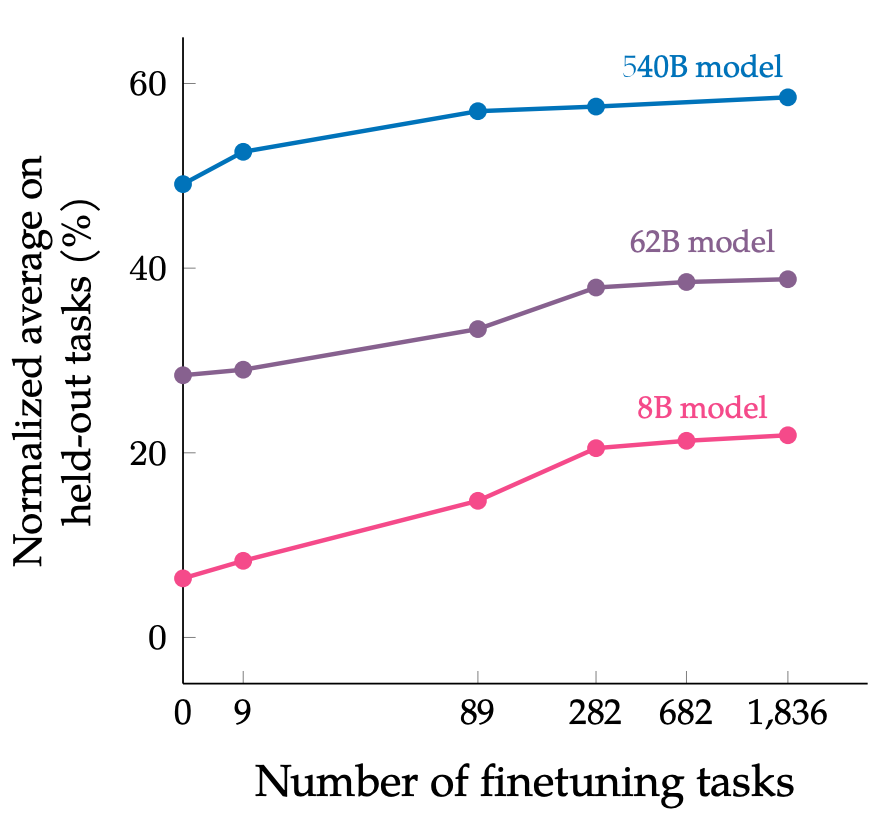 540B model
60
Normalized average on
held-out tasks (%)
62B model
40
8B model
20
0
0 9 89 282 682 1,836
Number of finetuning tasks